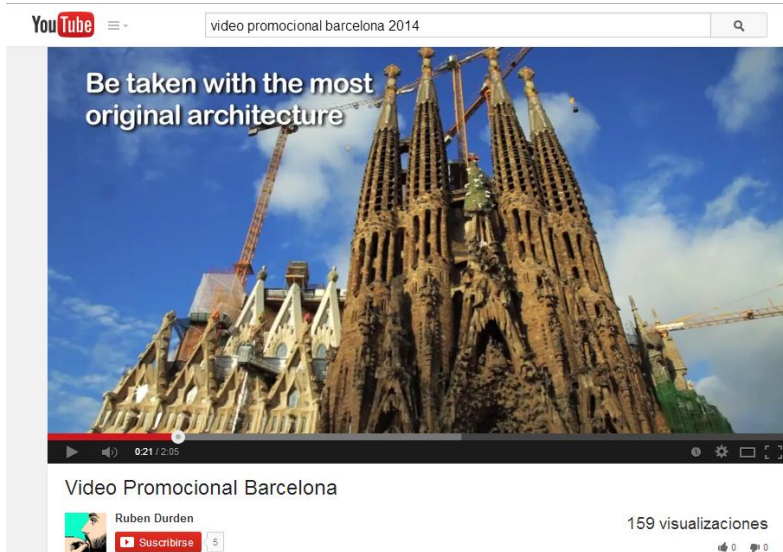 YouTube
video promocional barcelona 2014
Be taken with the most
original architecture
0:21 / 2:05
Video Promocional Barcelona
Ruben Durden
Suscribirse 5
159 visualizaciones
0 0